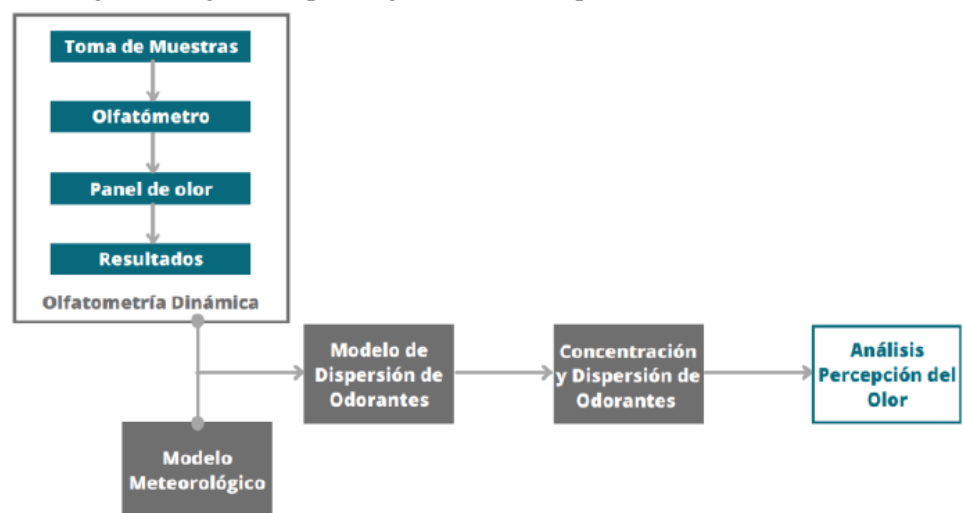 Toma de Muestras
Olfatómetro
Panel de olor
Resultados
Olfatometría Dinámica
Modelo de
Dispersión de
Odorantes
Concentración
y Dispersión de
Odorantes
Análisis
Percepción del
Olor
Modelo
Meteorológico